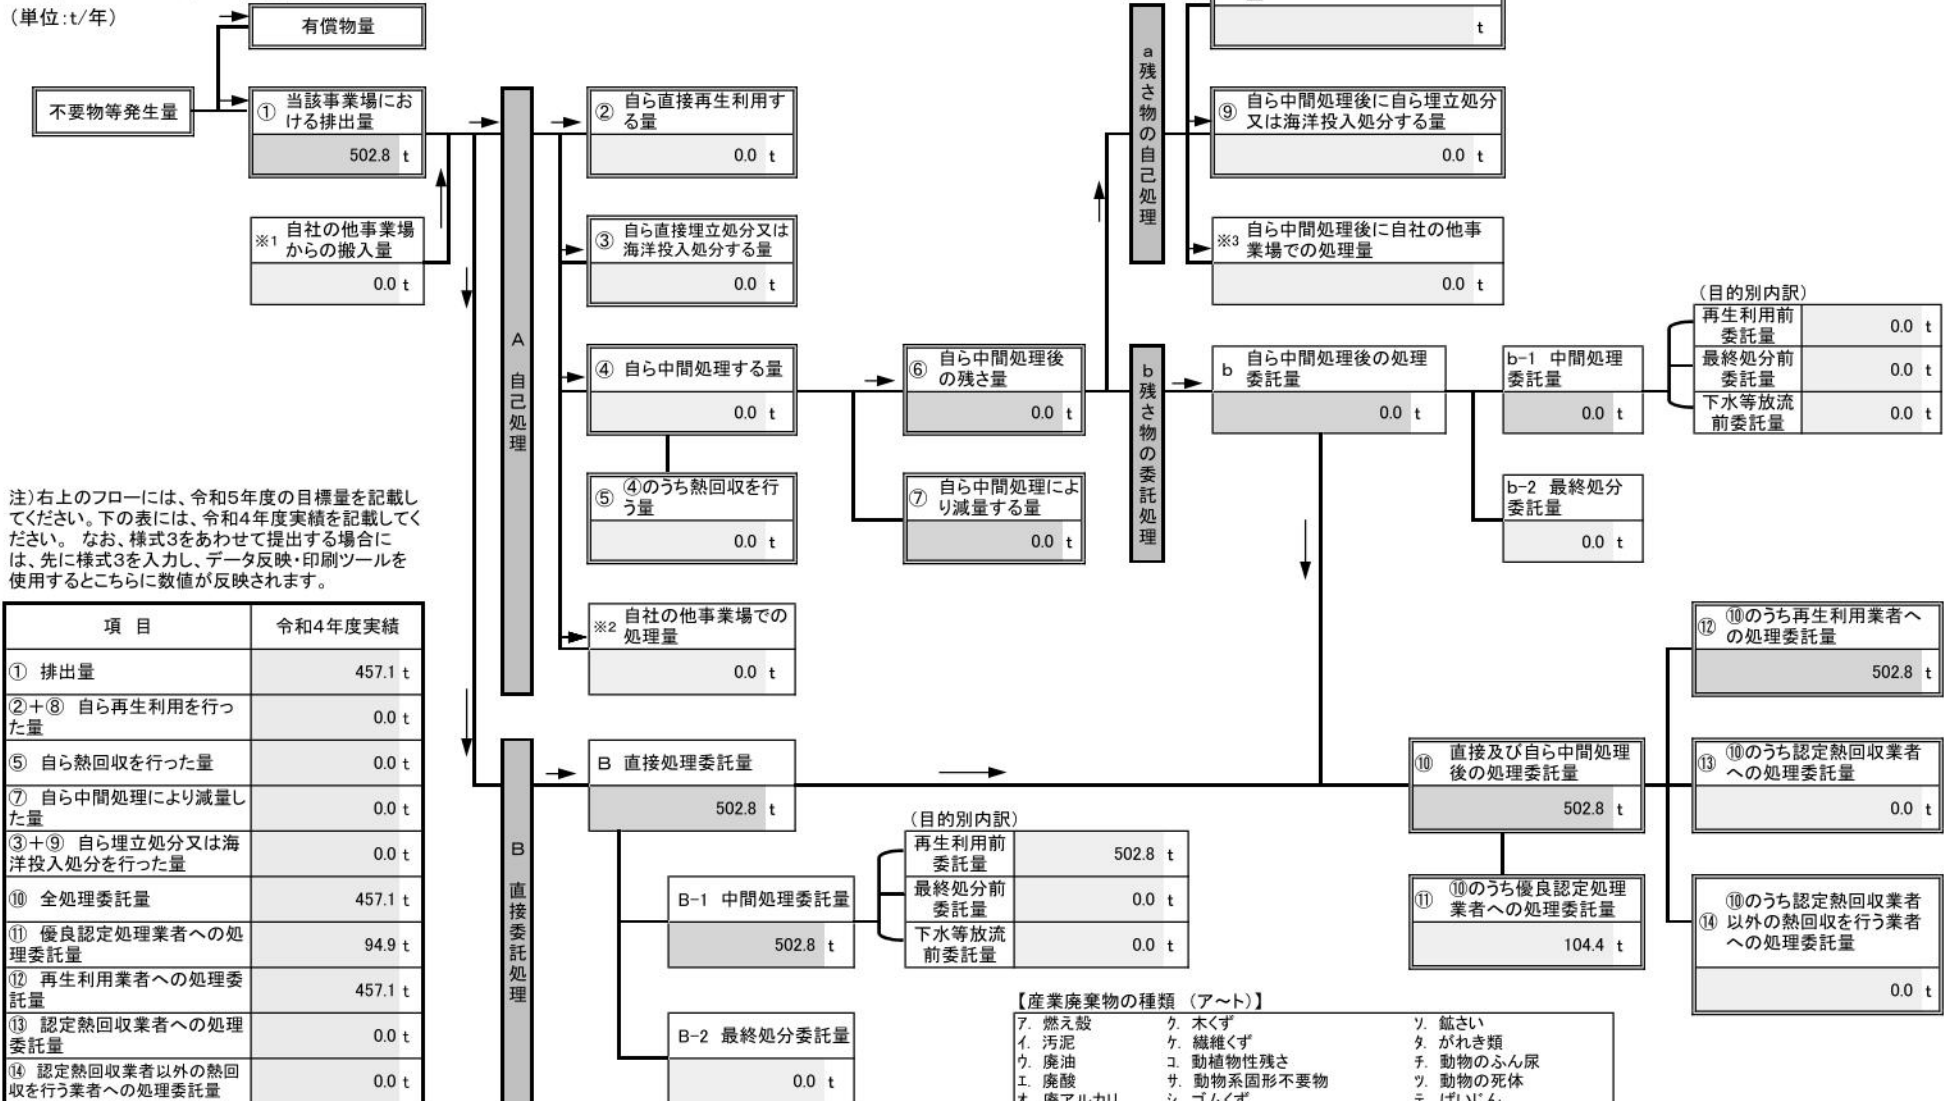 (単位:t/年)
有償物量
不要物等発生量
① 当該事業場にお
ける排出量
502.8 t
※1 自社の他事業場
からの搬入量
0.0 t
A 自己処理
② 自ら直接再生利用す
る量
0.0 t
③ 自ら直接埋立処分又は
海洋投入処分する量
0.0 t
④ 自ら中間処理する量
0.0 t
⑤ ④のうち熱回収を行
う量
0.0 t
※2 自社の他事業場での
処理量
0.0 t
⑥ 自ら中間処理後
の残さ量
0.0 t
⑦ 自ら中間処理によ
り減量する量
0.0 t
a 残さ物の自己処理
t
⑨ 自ら中間処理後に自ら埋立処分
又は海洋投入処分する量
0.0 t
※3 自ら中間処理後に自社の他事
業場での処理量
0.0 t
b 残さ物の委託処理
b 自ら中間処理後の処理
委託量
0.0 t
b-1 中間処理
委託量
0.0 t
(目的別内訳)
再生利用前
委託量
0.0 t
最終処分前
委託量
0.0 t
下水等放流
前委託量
0.0 t
b-2 最終処分
委託量
0.0 t
注)右上のフローには、令和5年度の目標量を記載し
てください。下の表には、令和4年度実績を記載してく
ださい。 なお、様式3をあわせて提出する場合に
は、先に様式3を入力し、データ反映・印刷ツールを
使用するとこちらに数値が反映されます。
項 目 令和4年度実績
① 排出量 457.1 t
②+⑧ 自ら再生利用を行っ
た量 0.0 t
⑤ 自ら熱回収を行った量 0.0 t
⑦ 自ら中間処理により減量し
た量 0.0 t
③+⑨ 自ら埋立処分又は海
洋投入処分を行った量 0.0 t
⑩ 全処理委託量 457.1 t
⑪ 優良認定処理業者への処
理委託量 94.9 t
⑫ 再生利用業者への処理委
託量 457.1 t
⑬ 認定熱回収業者への処理
委託量 0.0 t
⑭ 認定熱回収業者以外の熱回
収を行う業者への処理委託量 0.0 t
B 直接委託処理
B 直接処理委託量
502.8 t
B-1 中間処理委託量
502.8 t
(目的別内訳)
再生利用前
委託量
502.8 t
最終処分前
委託量
0.0 t
下水等放流
前委託量
0.0 t
B-2 最終処分委託量
0.0 t
⑩ 直接及び自ら中間処理
後の処理委託量
502.8 t
⑪ ⑩のうち優良認定処理
業者への処理委託量
104.4 t
⑫ ⑩のうち再生利用業者へ
の処理委託量
502.8 t
⑬ ⑩のうち認定熱回収業者
への処理委託量
0.0 t
⑭ ⑩のうち認定熱回収業者
以外の熱回収を行う業者
への処理委託量
0.0 t
【産業廃棄物の種類 (ア~ト)】
ア. 燃え殻 ク. 木くず ソ. 鉱さい
イ. 汚泥 ケ. 繊維くず タ. がれき類
ウ. 廃油 コ. 動植物性残さ チ. 動物のふん尿
エ. 廃酸 サ. 動物系固形不要物 ツ. 動物の死体
オ. 廃アルカリ シ. ゴムくず テ. ばいじん